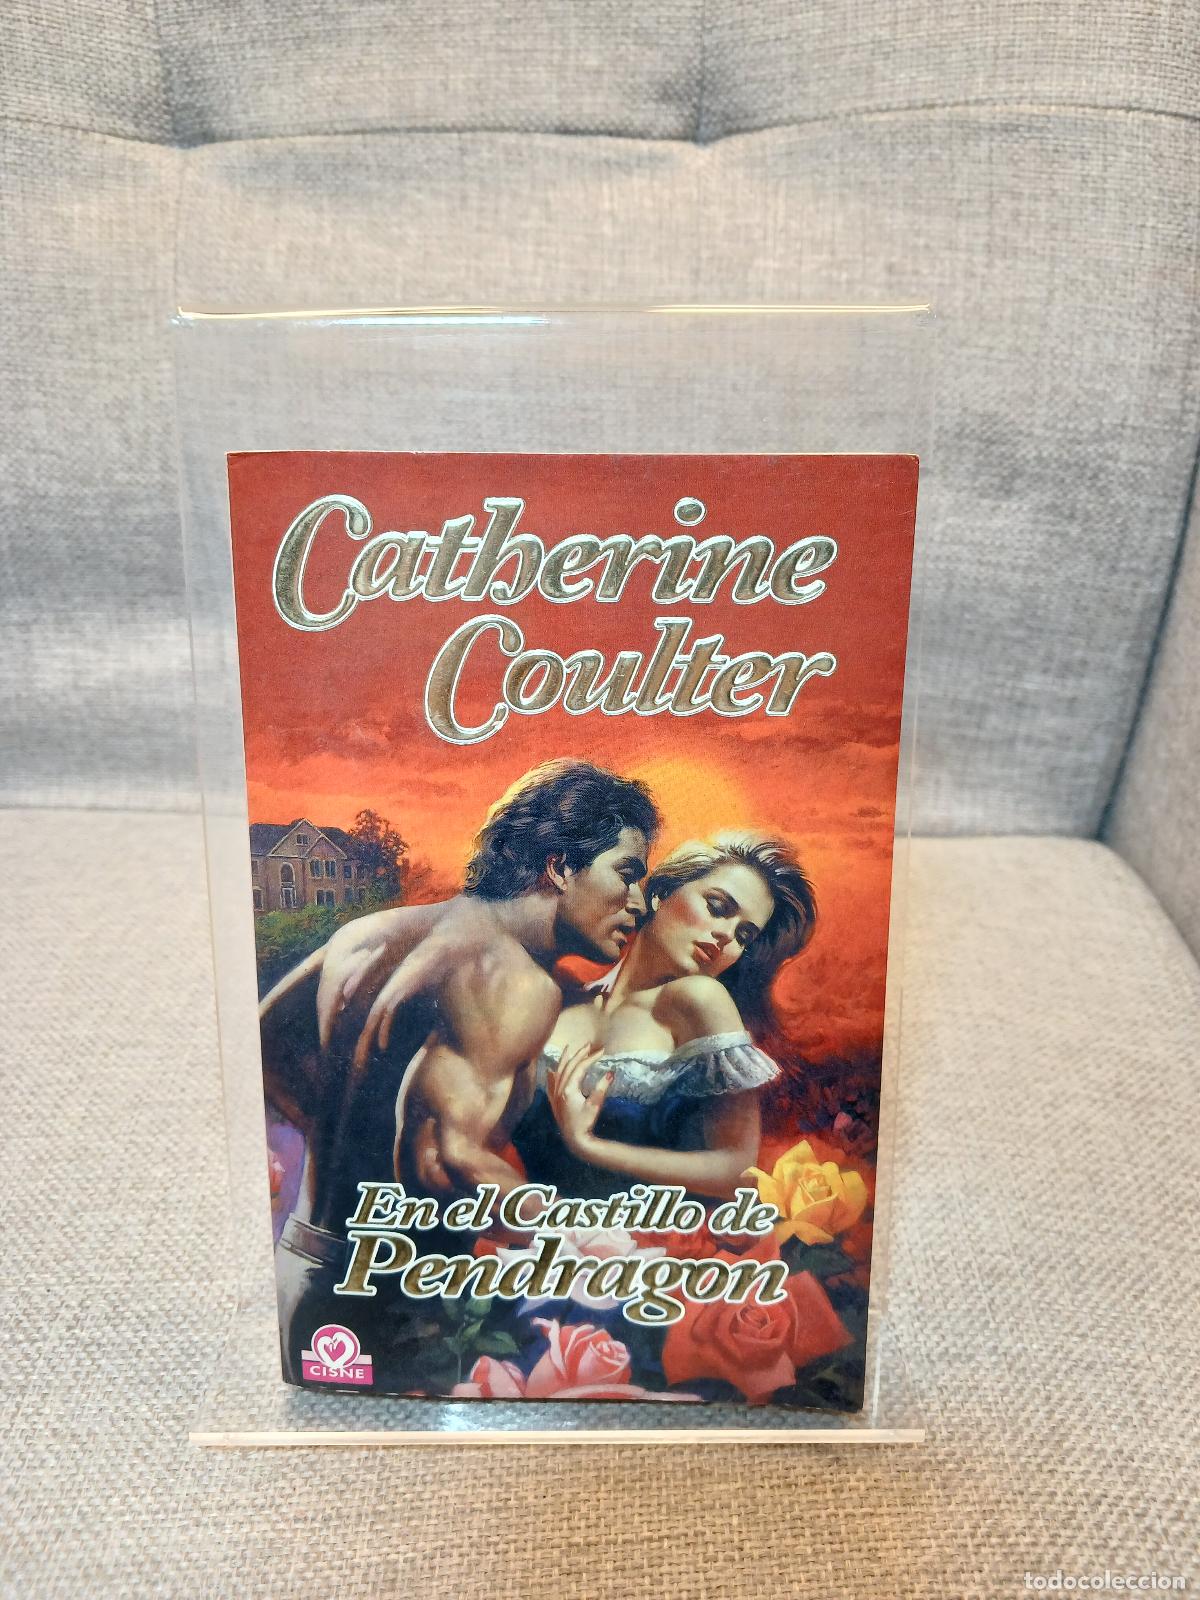 Catherine
Coulter
En el Castillo de
Pendragon
CISNE
todocoleccion